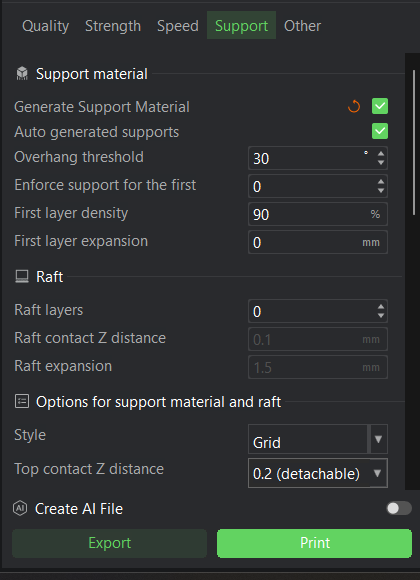 Quality Strength Speed Support Other
Support material
Generate Support Material
Auto generated supports
Overhang threshold 30 °
Enforce support for the first 0
First layer density 90 %
First layer expansion 0 mm
Raft
Raft layers 0
Raft contact Z distance 0.1 mm
Raft expansion 1.5 mm
Options for support material and raft
Style Grid
Top contact Z distance 0.2 (detachable)
AI Create AI File
Export Print